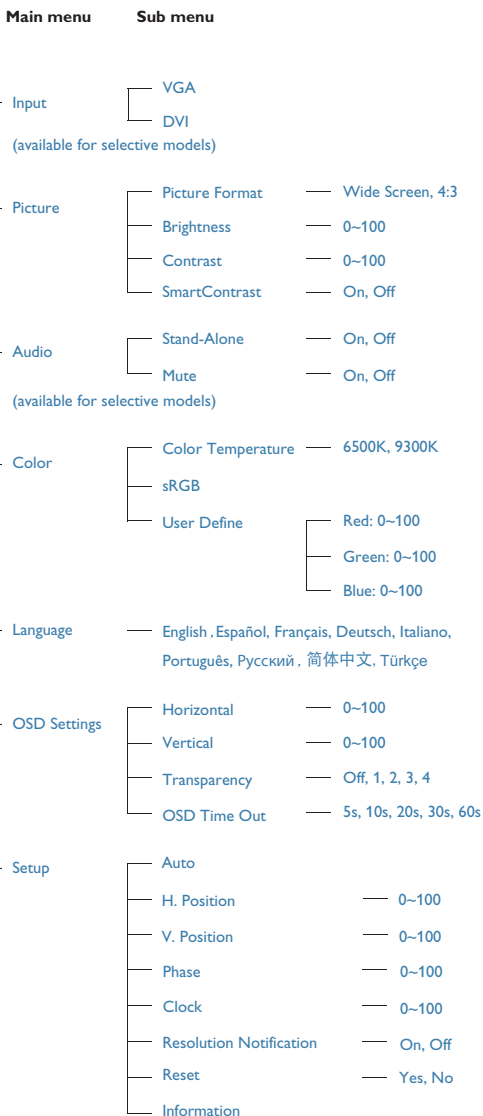 Main menu Sub menu
VGA
Input
DVI
(available for selective models)
Picture Format Wide Screen, 4:3
Picture
Brightness 0~100
Contrast 0~100
SmartContrast On, Off
Stand-Alone On, Off
Audio
Mute On, Off
(available for selective models)
Color Temperature 6500K, 9300K
Color
sRGB
User Define Red: 0~100
Green: 0~100
Blue: 0~100
Language English , Español, Français, Deutsch, Italiano,
Português, Русский , 简体中文, Türkçe
Horizontal 0~100
OSD Settings
Vertical 0~100
Transparency Off, 1, 2, 3, 4
OSD Time Out 5s, 10s, 20s, 30s, 60s
Auto
Setup
H. Position 0~100
V. Position 0~100
Phase 0~100
Clock 0~100
Resolution Notification On, Off
Reset Yes, No
Information